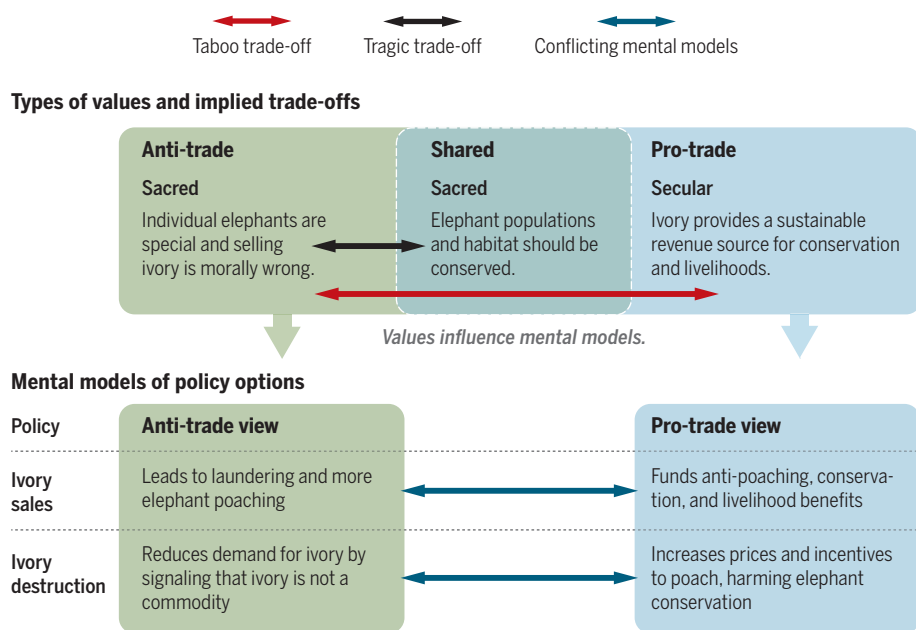 Taboo trade-off
Tragic trade-off
Conflicting mental models
Types of values and implied trade-offs
Anti-trade
Sacred
Individual elephants are
special and selling
ivory is morally wrong.
Shared
Sacred
Elephant populations
and habitat should be
conserved.
Pro-trade
Secular
Ivory provides a sustainable
revenue source for conservation
and livelihoods.
Values influence mental models.
Mental models of policy options
Policy
Anti-trade view
Pro-trade view
Ivory
sales
Leads to laundering and more
elephant poaching
Funds anti-poaching, conserva-
tion, and livelihood benefits
Ivory
destruction
Reduces demand for ivory by
signaling that ivory is not a
commodity
Increases prices and incentives
to poach, harming elephant
conservation